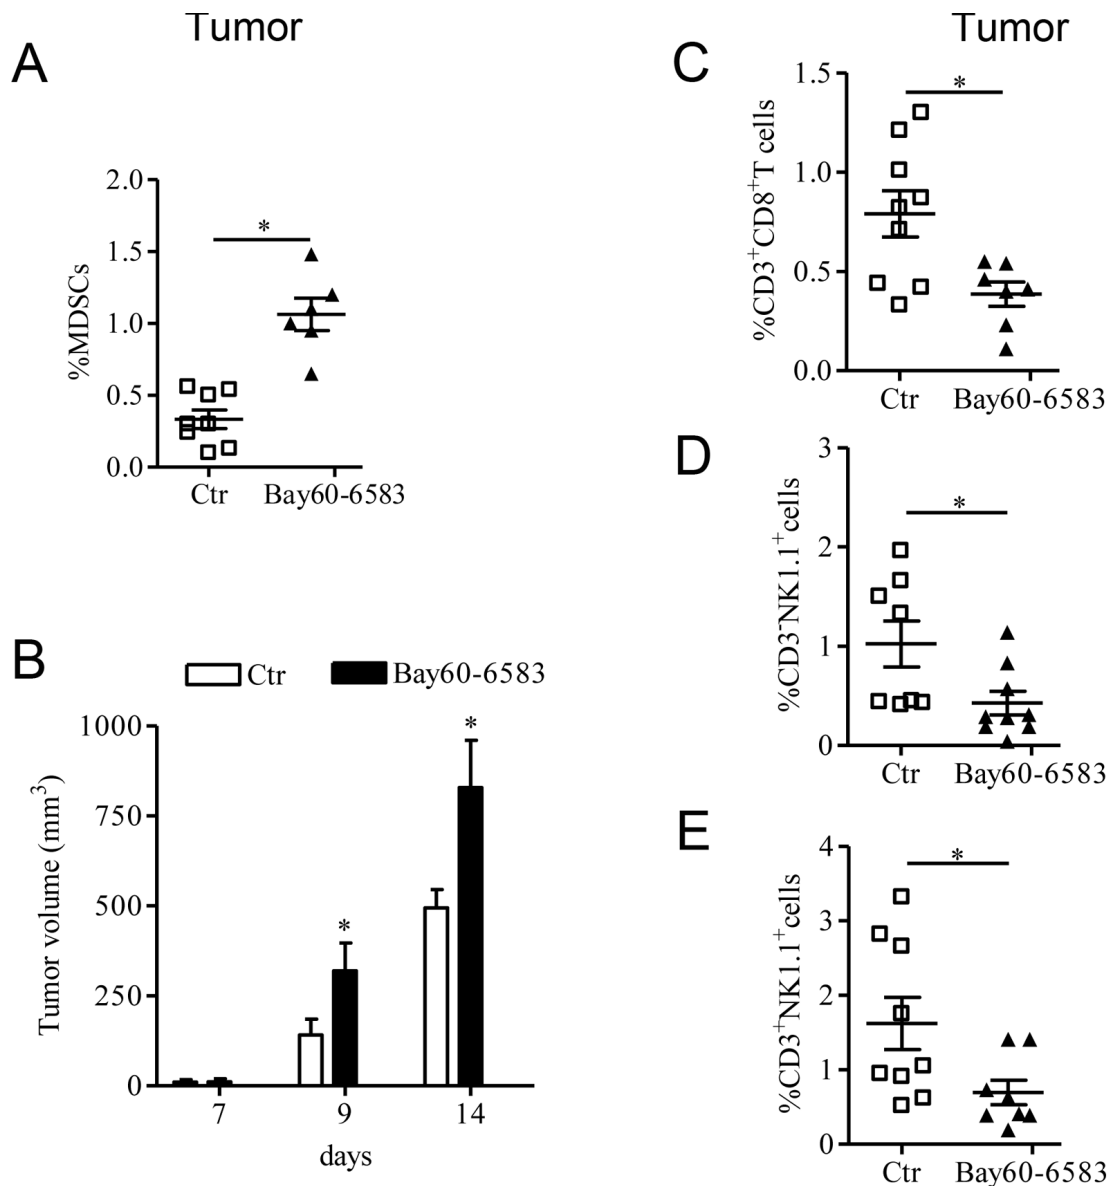 Tumor
A
2.0
1.5
1.0
0.5
0.0
%MDSCs
*
Ctr Bay60-6583
B
Ctr Bay60-6583
1000
750
500
250
0
Tumor volume (mm³)
*
*
7 9 14
days
Tumor
C
1.5
1.0
0.5
0.0
%CD3⁺CD8⁺T cells
*
Ctr Bay60-6583
D
3
2
1
0
%CD3⁻NK1.1⁺cells
*
Ctr Bay60-6583
E
4
3
2
1
0
%CD3⁺NK1.1⁺cells
*
Ctr Bay60-6583